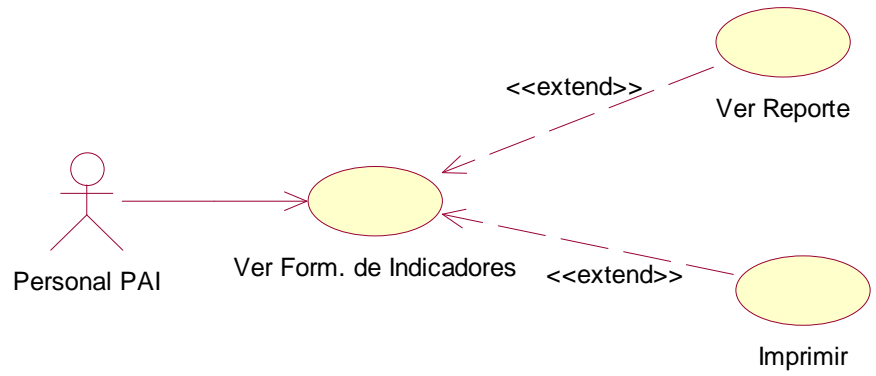 <<extend>>
Ver Reporte
Personal PAI
Ver Form. de Indicadores
<<extend>>
Imprimir